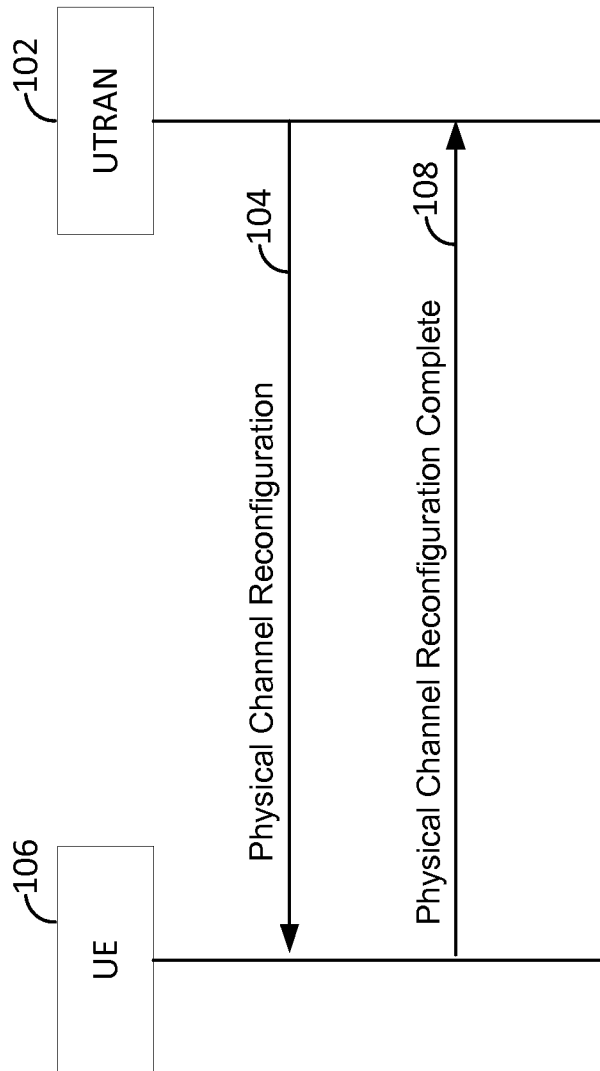 106
UE
102
UTRAN
Physical Channel Reconfiguration
104
Physical Channel Reconfiguration Complete
108